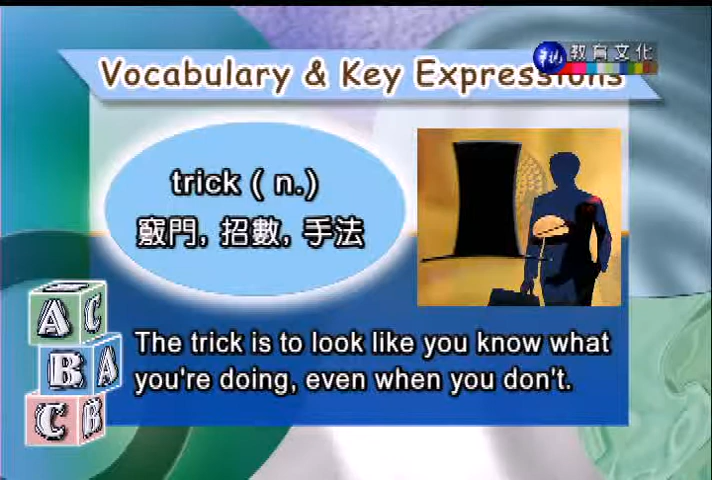 Vocabulary & Key Expressions
教育文化
trick ( n.)
竅門, 招數, 手法
The trick is to look like you know what
you're doing, even when you don't.
A C
B A
C B